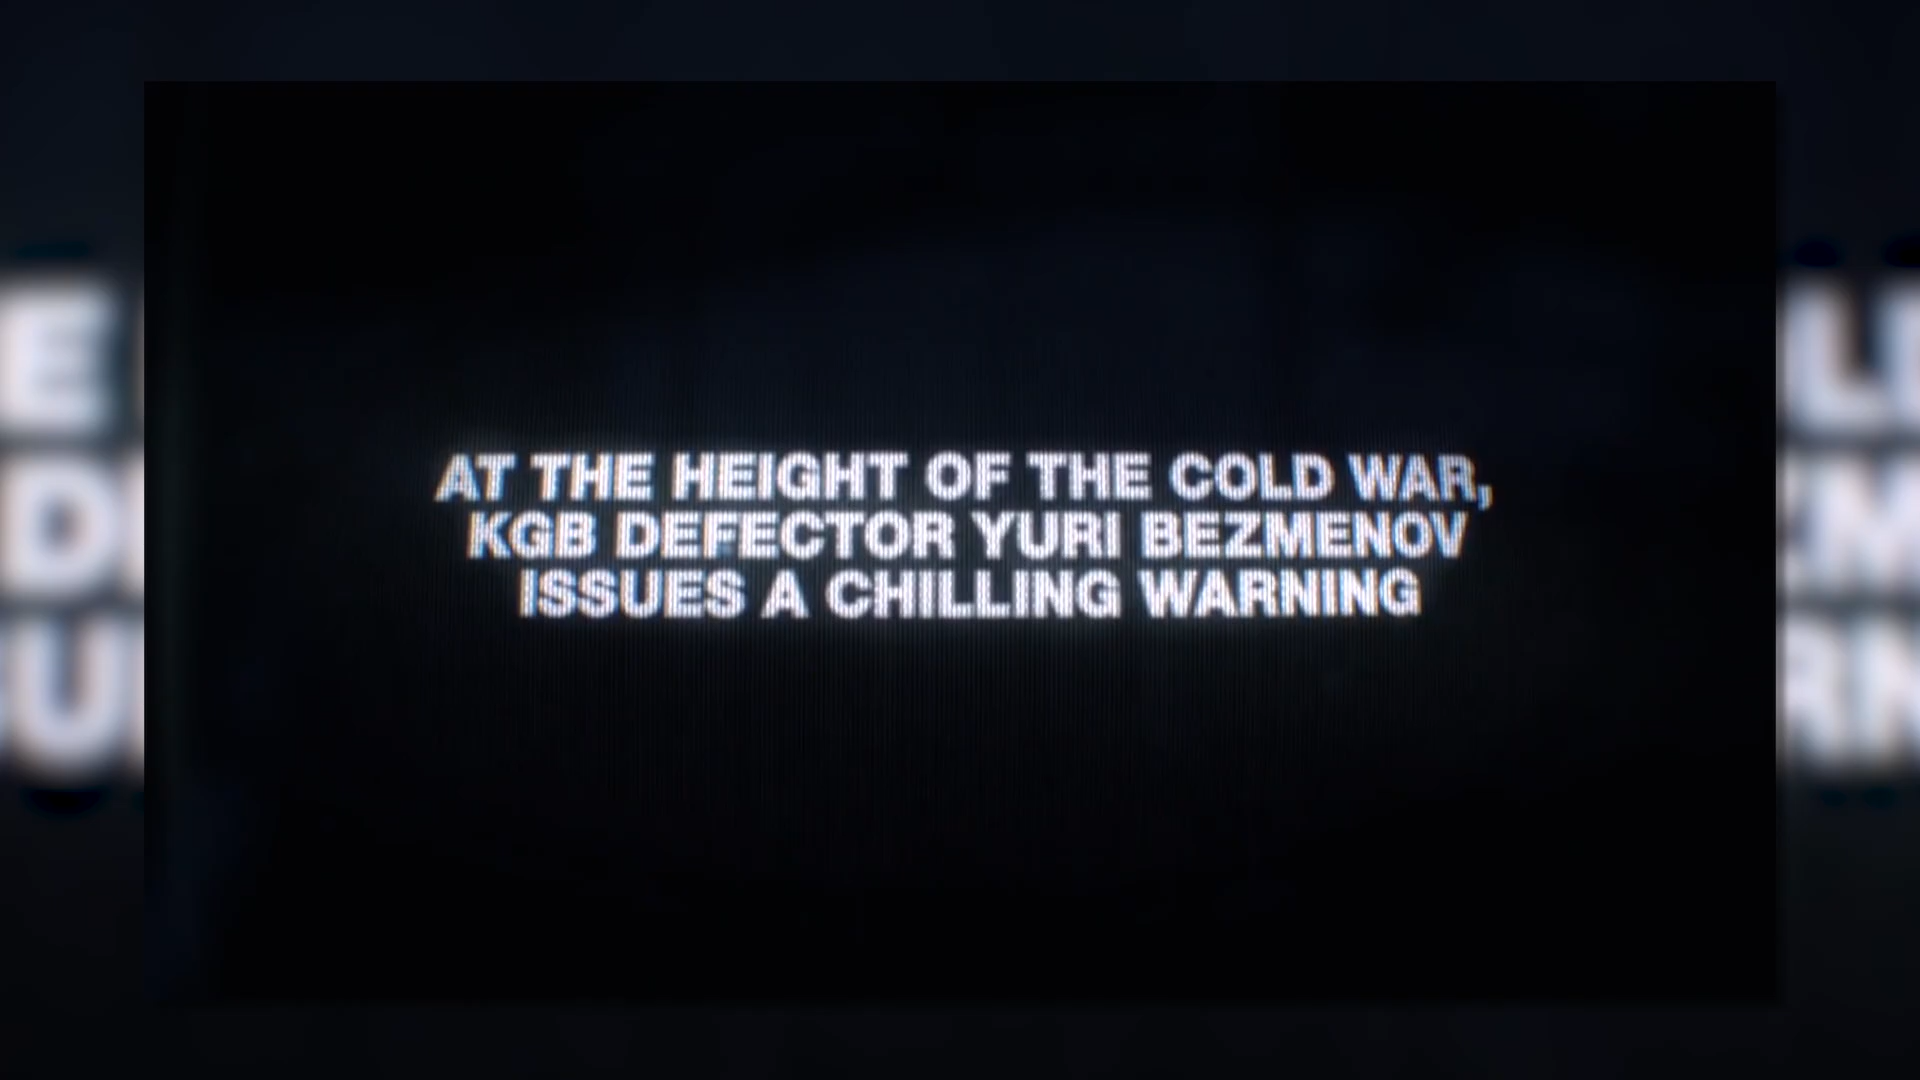 AT THE HEIGHT OF THE COLD WAR,
KGB DEFECTOR YURI BEZMENOV
ISSUES A CHILLING WARNING